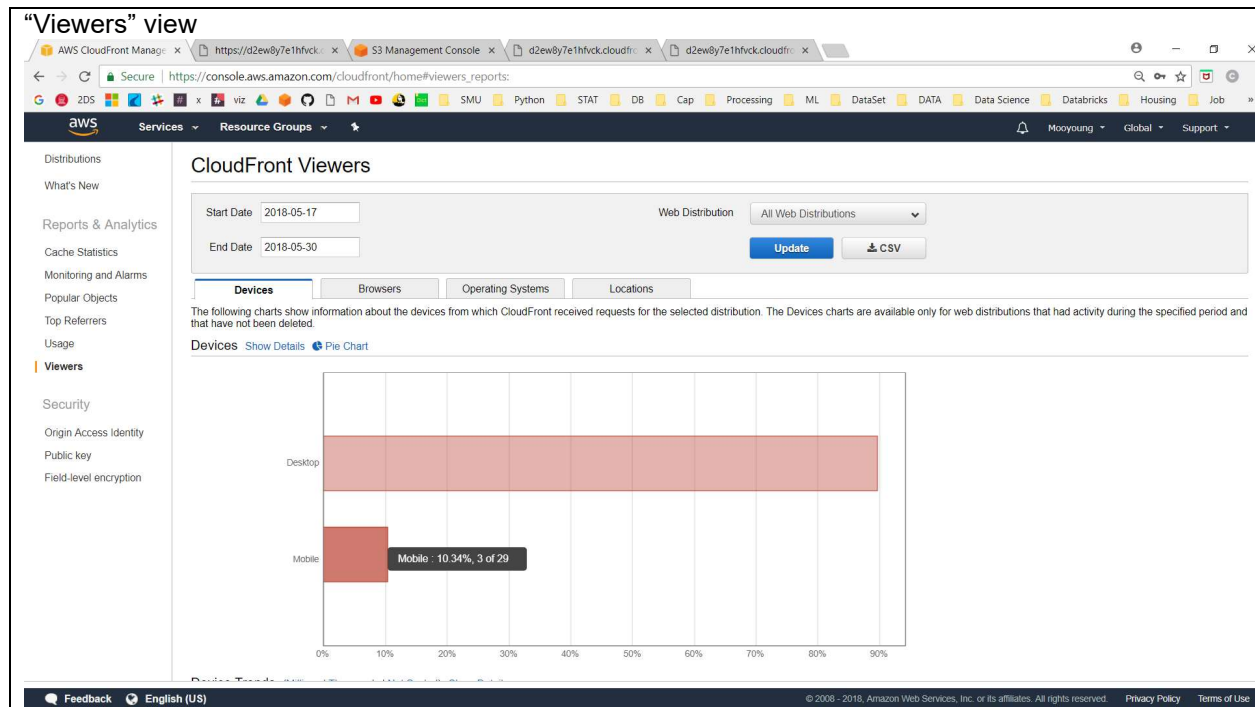 “Viewers” view
AWS CloudFront Manage × https://d2ew8y7e1hfvck.c × S3 Management Console × d2ew8y7e1hfvck.cloudfro × d2ew8y7e1hfvck.cloudfro ×
Secure | https://console.aws.amazon.com/cloudfront/home#viewers_reports:
2DS x viz SMU Python STAT DB Cap Processing ML DataSet DATA Data Science Databricks Housing Job »
aws Services Resource Groups Mooyoung Global Support
Distributions
What's New
Reports & Analytics
Cache Statistics
Monitoring and Alarms
Popular Objects
Top Referrers
Usage
Viewers
Security
Origin Access Identity
Public key
Field-level encryption
CloudFront Viewers
Start Date 2018-05-17 Web Distribution All Web Distributions
End Date 2018-05-30 Update CSV
Devices Browsers Operating Systems Locations
The following charts show information about the devices from which CloudFront received requests for the selected distribution. The Devices charts are available only for web distributions that had activity during the specified period and
that have not been deleted.
Devices Show Details Pie Chart
Desktop
Mobile Mobile : 10.34%, 3 of 29
0% 10% 20% 30% 40% 50% 60% 70% 80% 90%
Feedback English (US) © 2008 - 2018, Amazon Web Services, Inc. or its affiliates. All rights reserved. Privacy Policy Terms of Use